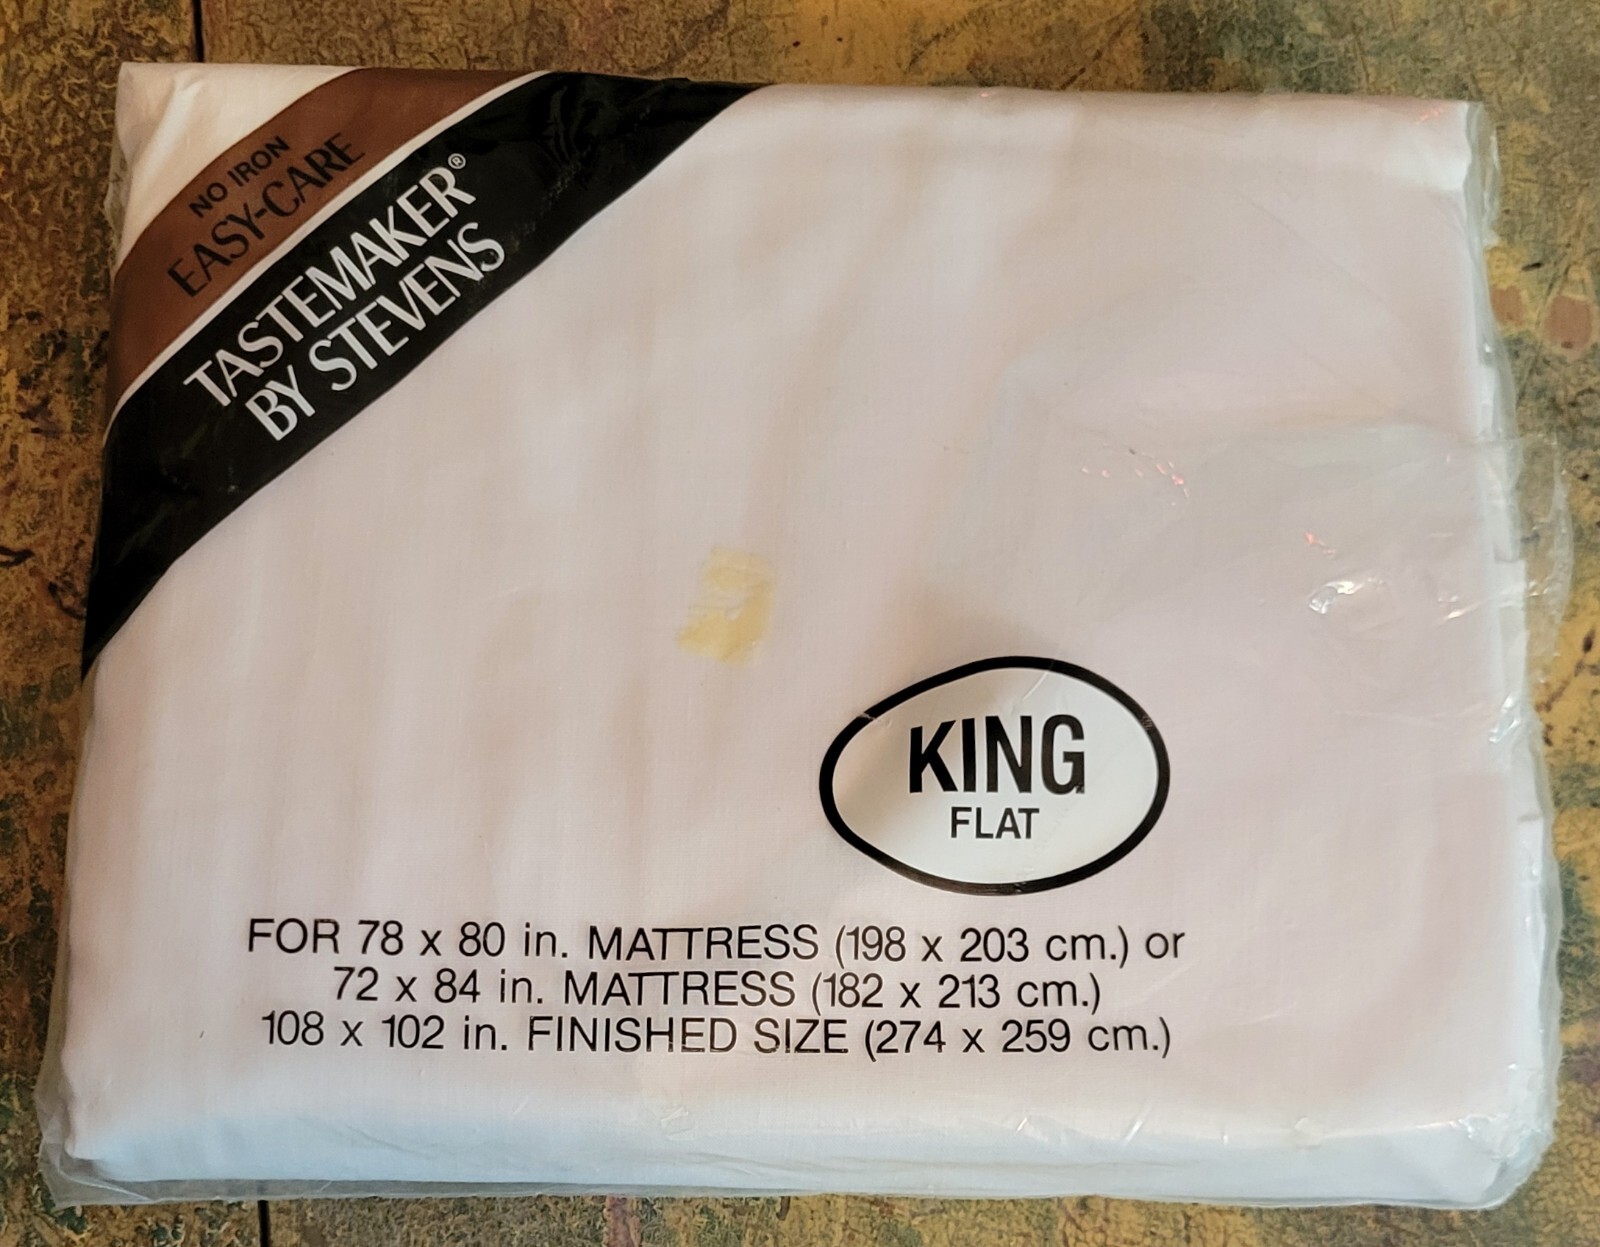 NO IRON
EASY-CARE
TASTEMAKER®
BY STEVENS
KING
FLAT
FOR 78 x 80 in. MATTRESS (198 x 203 cm.) or
72 x 84 in. MATTRESS (182 x 213 cm.)
108 x 102 in. FINISHED SIZE (274 x 259 cm.)